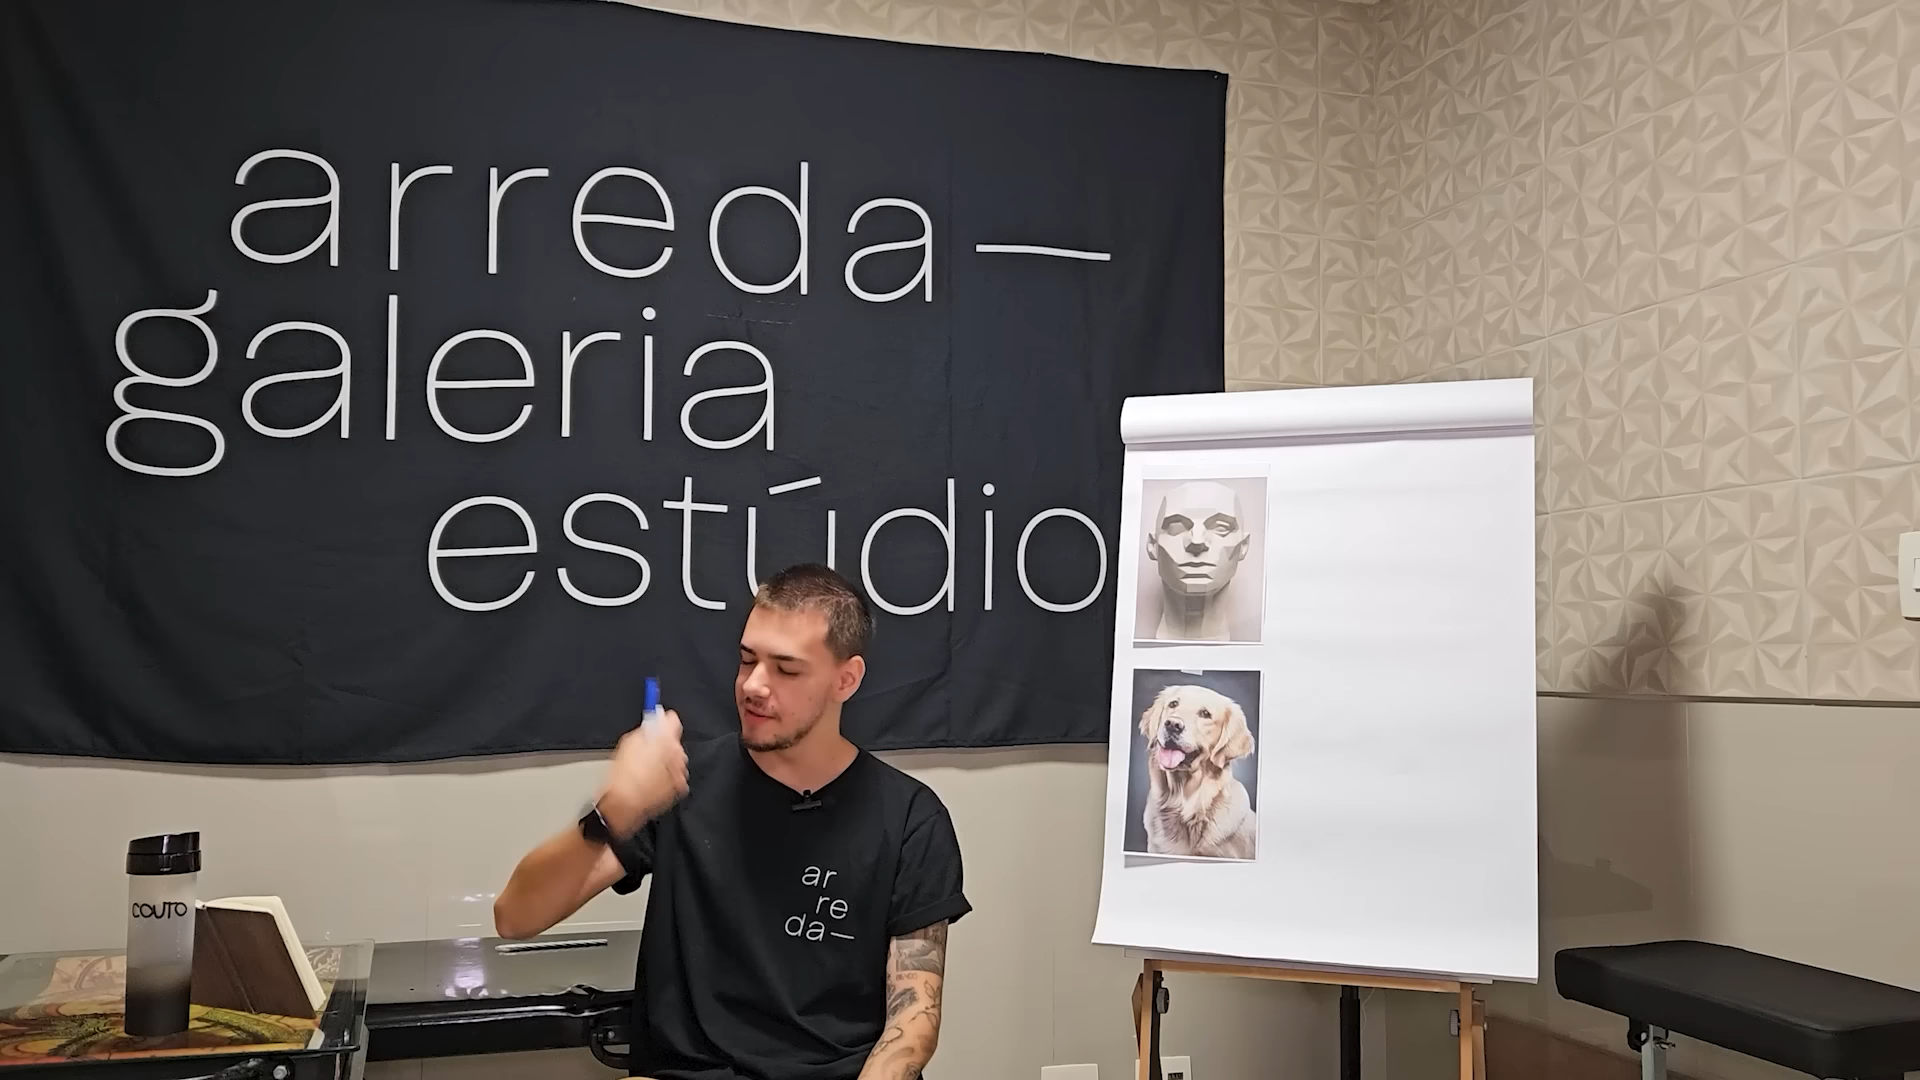 arreda—
galeria
estúdio
COUTO
ar
re
da—